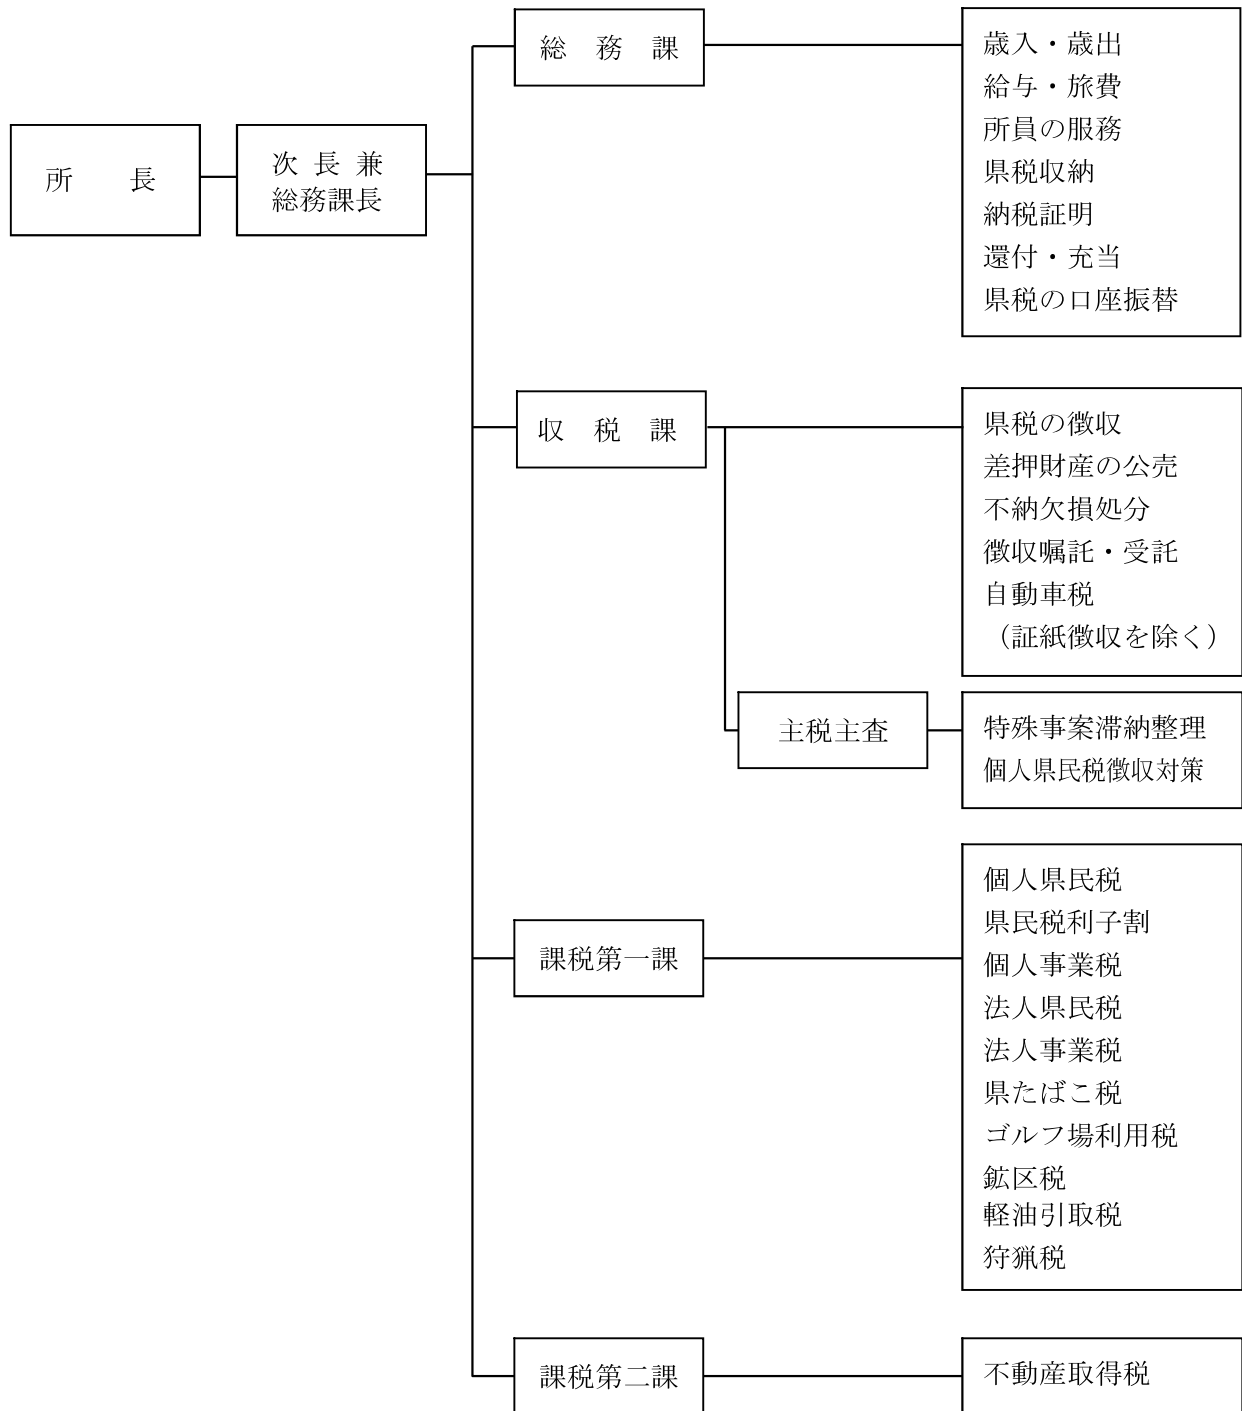 所　　長
次 長 兼
総務課長
総　務　課
歳入・歳出
給与・旅費
所員の服務
県税収納
納税証明
還付・充当
県税の口座振替
収　税　課
県税の徴収
差押財産の公売
不納欠損処分
徴収嘱託・受託
自動車税
（証紙徴収を除く）
主税主査
特殊事案滞納整理
個人県民税徴収対策
課税第一課
個人県民税
県民税利子割
個人事業税
法人県民税
法人事業税
県たばこ税
ゴルフ場利用税
鉱区税
軽油引取税
狩猟税
課税第二課
不動産取得税